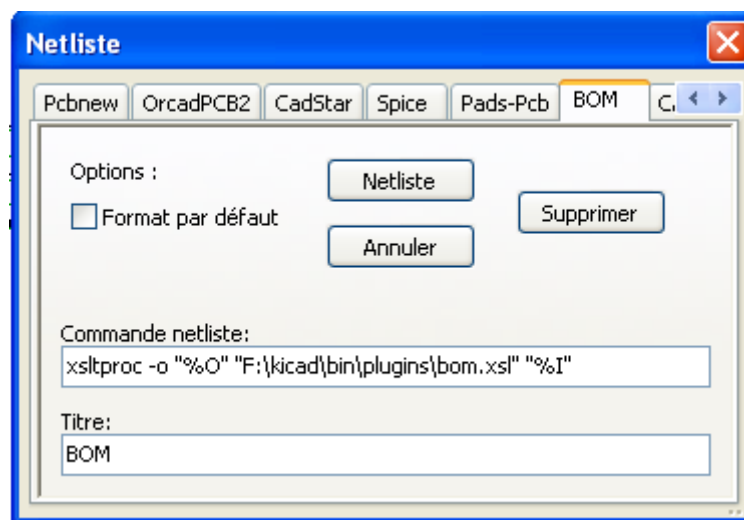 Netliste
Pcbnew OrcadPCB2 CadStar Spice Pads-Pcb BOM
Options :
Netliste
Format par défaut
Supprimer
Annuler
Commande netliste:
xsltproc -o "%O" "F:\kicad\bin\plugins\bom.xsl" "%I"
Titre:
BOM